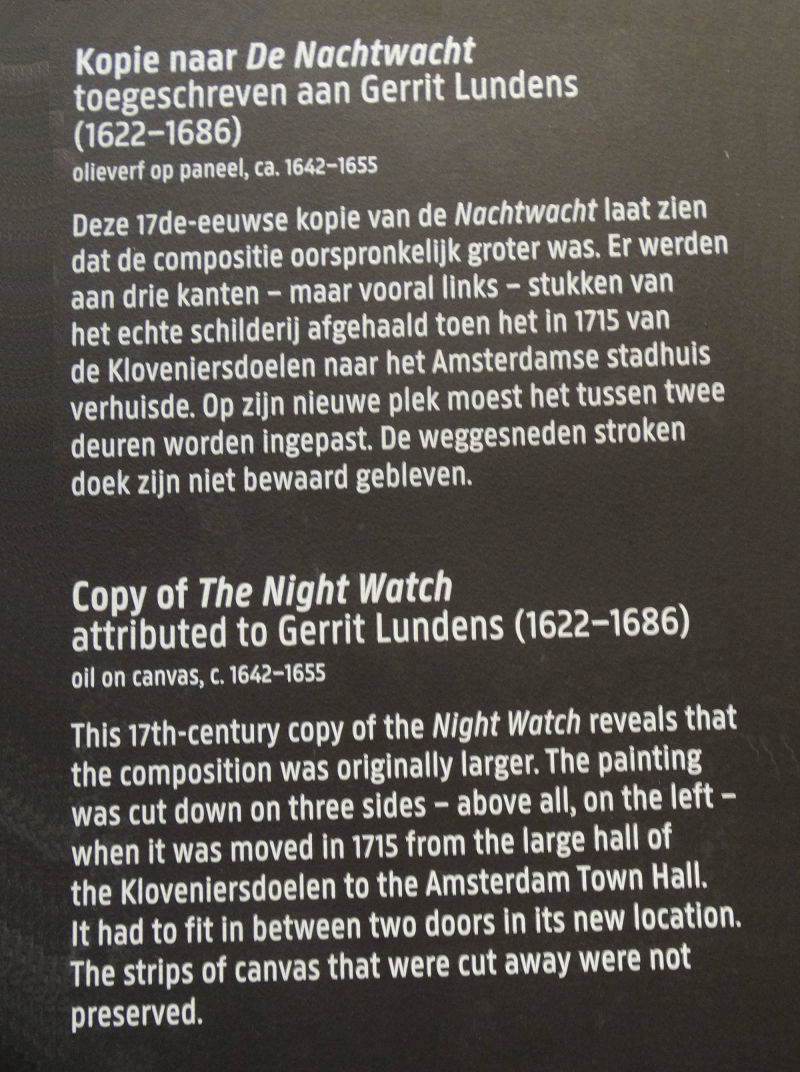 Kopie naar De Nachtwacht
toegeschreven aan Gerrit Lundens
(1622–1686)
olieverf op paneel, ca. 1642–1655
Deze 17de-eeuwse kopie van de Nachtwacht laat zien
dat de compositie oorspronkelijk groter was. Er werden
aan drie kanten – maar vooral links – stukken van
het echte schilderij afgehaald toen het in 1715 van
de Kloveniersdoelen naar het Amsterdamse stadhuis
verhuisde. Op zijn nieuwe plek moest het tussen twee
deuren worden ingepast. De weggesneden stroken
doek zijn niet bewaard gebleven.
Copy of The Night Watch
attributed to Gerrit Lundens (1622–1686)
oil on canvas, c. 1642–1655
This 17th-century copy of the Night Watch reveals that
the composition was originally larger. The painting
was cut down on three sides – above all, on the left –
when it was moved in 1715 from the large hall of
the Kloveniersdoelen to the Amsterdam Town Hall.
It had to fit in between two doors in its new location.
The strips of canvas that were cut away were not
preserved.